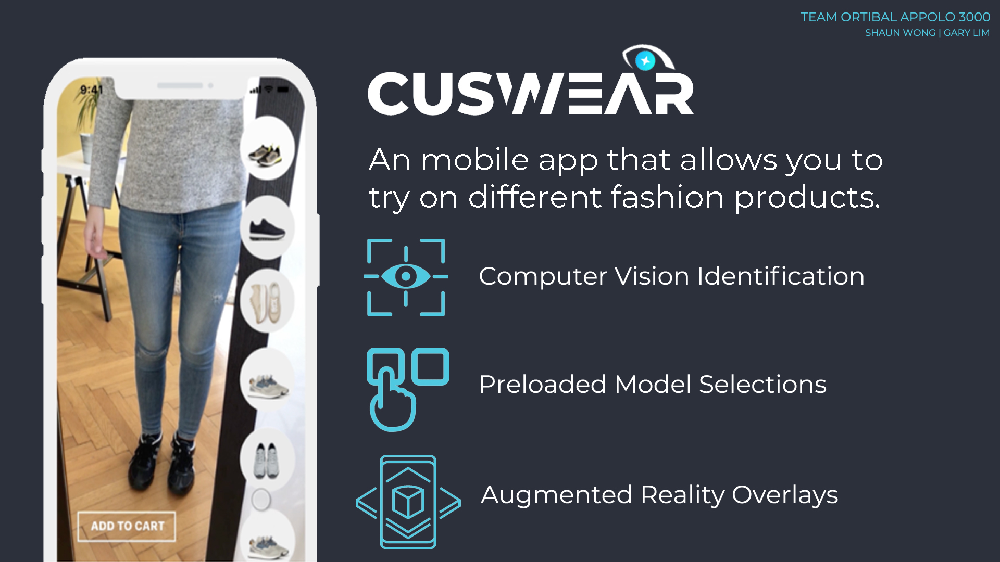 TEAM ORTIBAL APPOLO 3000
SHAUN WONG | GARY LIM
9:41
CUSWEAR
An mobile app that allows you to
try on different fashion products.
Computer Vision Identification
Preloaded Model Selections
Augmented Reality Overlays
ADD TO CART